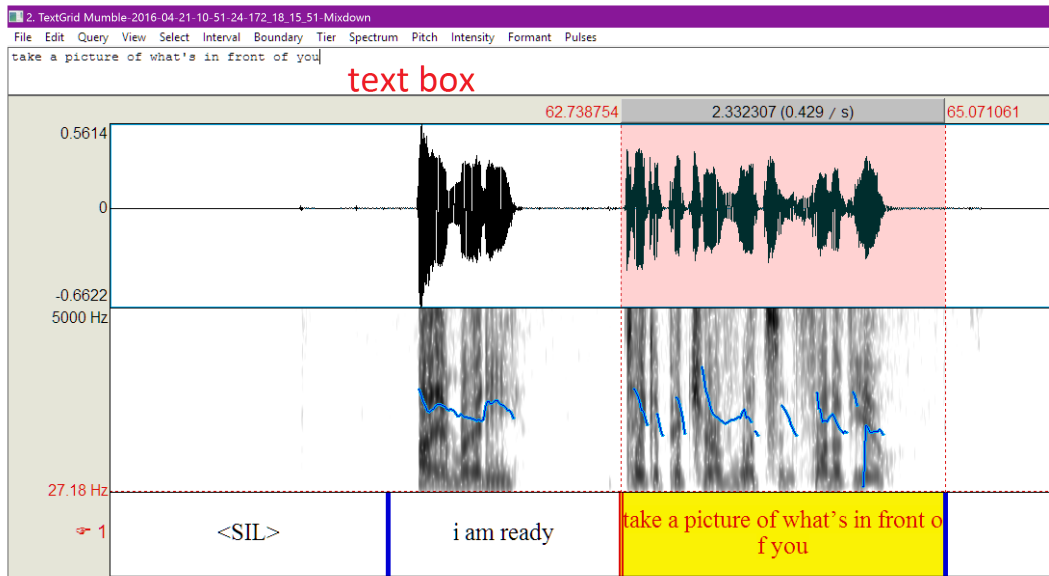 2. TextGrid Mumble-2016-04-21-10-51-24-172_18_15_51-Mixdown
File Edit Query View Select Interval Boundary Tier Spectrum Pitch Intensity Formant Pulses
take a picture of what's in front of you
text box
62.738754 2.332307 (0.429 / s) 65.071061
0.5614
0
-0.6622
5000 Hz
27.18 Hz
☞ 1 <SIL> i am ready take a picture of what’s in front o
f you